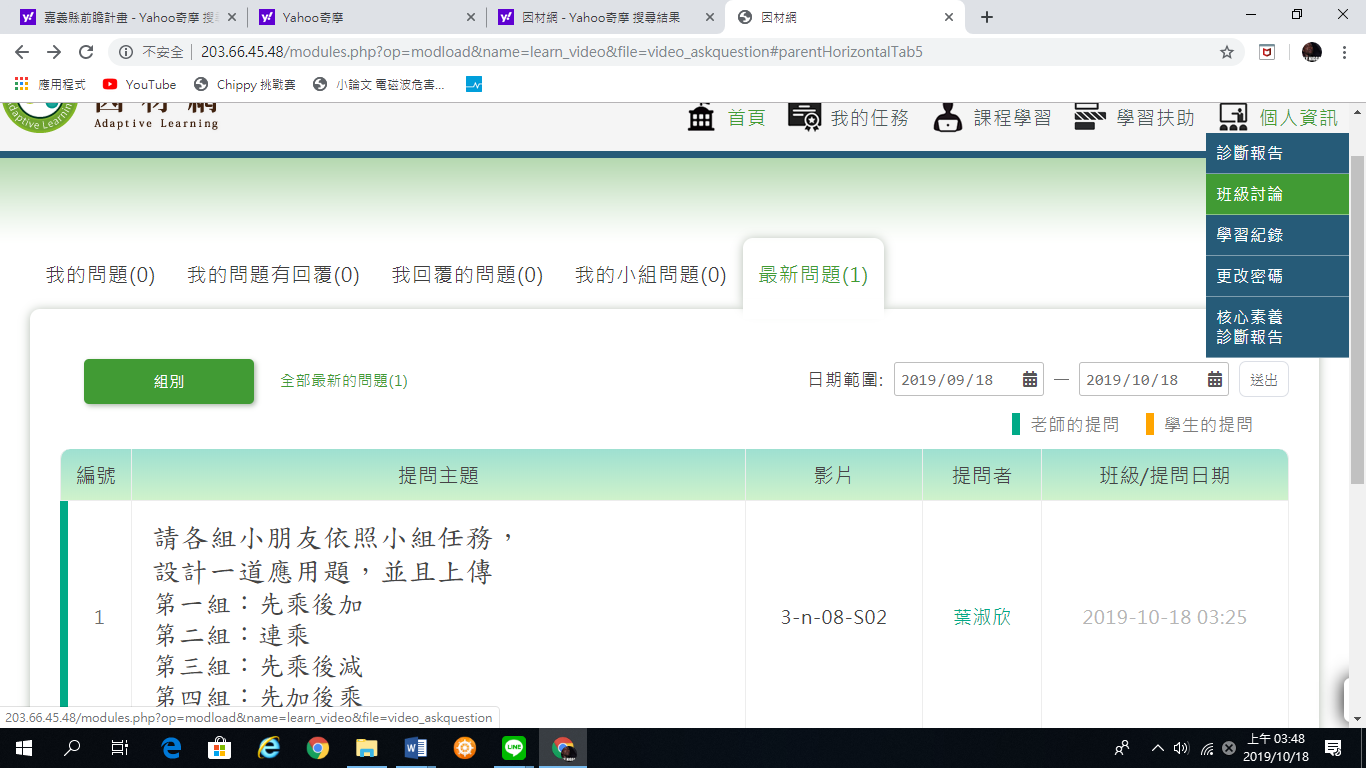 嘉義縣前瞻計畫 - Yahoo奇摩 搜尋
Yahoo奇摩
因材網 - Yahoo奇摩 搜尋結果
因材網
不安全
203.66.45.48/modules.php?op=modload&name=learn_video&file=video_askquestion#parentHorizontalTab5
應用程式
YouTube
Chippy 挑戰賽
小論文 電磁波危害...
因材網
Adaptive Learning
Adaptive Learning
首頁
我的任務
課程學習
學習扶助
個人資訊
診斷報告
班級討論
學習紀錄
更改密碼
核心素養
診斷報告
我的問題(0)
我的問題有回覆(0)
我回覆的問題(0)
我的小組問題(0)
最新問題(1)
組別
全部最新的問題(1)
日期範圍:
2019/09/18
—
2019/10/18
送出
老師的提問
學生的提問
編號
提問主題
影片
提問者
班級/提問日期
1
請各組小朋友依照小組任務，
設計一道應用題，並且上傳
第一組：先乘後加
第二組：連乘
第三組：先乘後減
第四組：先加後乘
3-n-08-S02
葉淑欣
2019-10-18 03:25
203.66.45.48/modules.php?op=modload&name=learn_video&file=video_askquestion
LINE
上午 03:48
2019/10/18